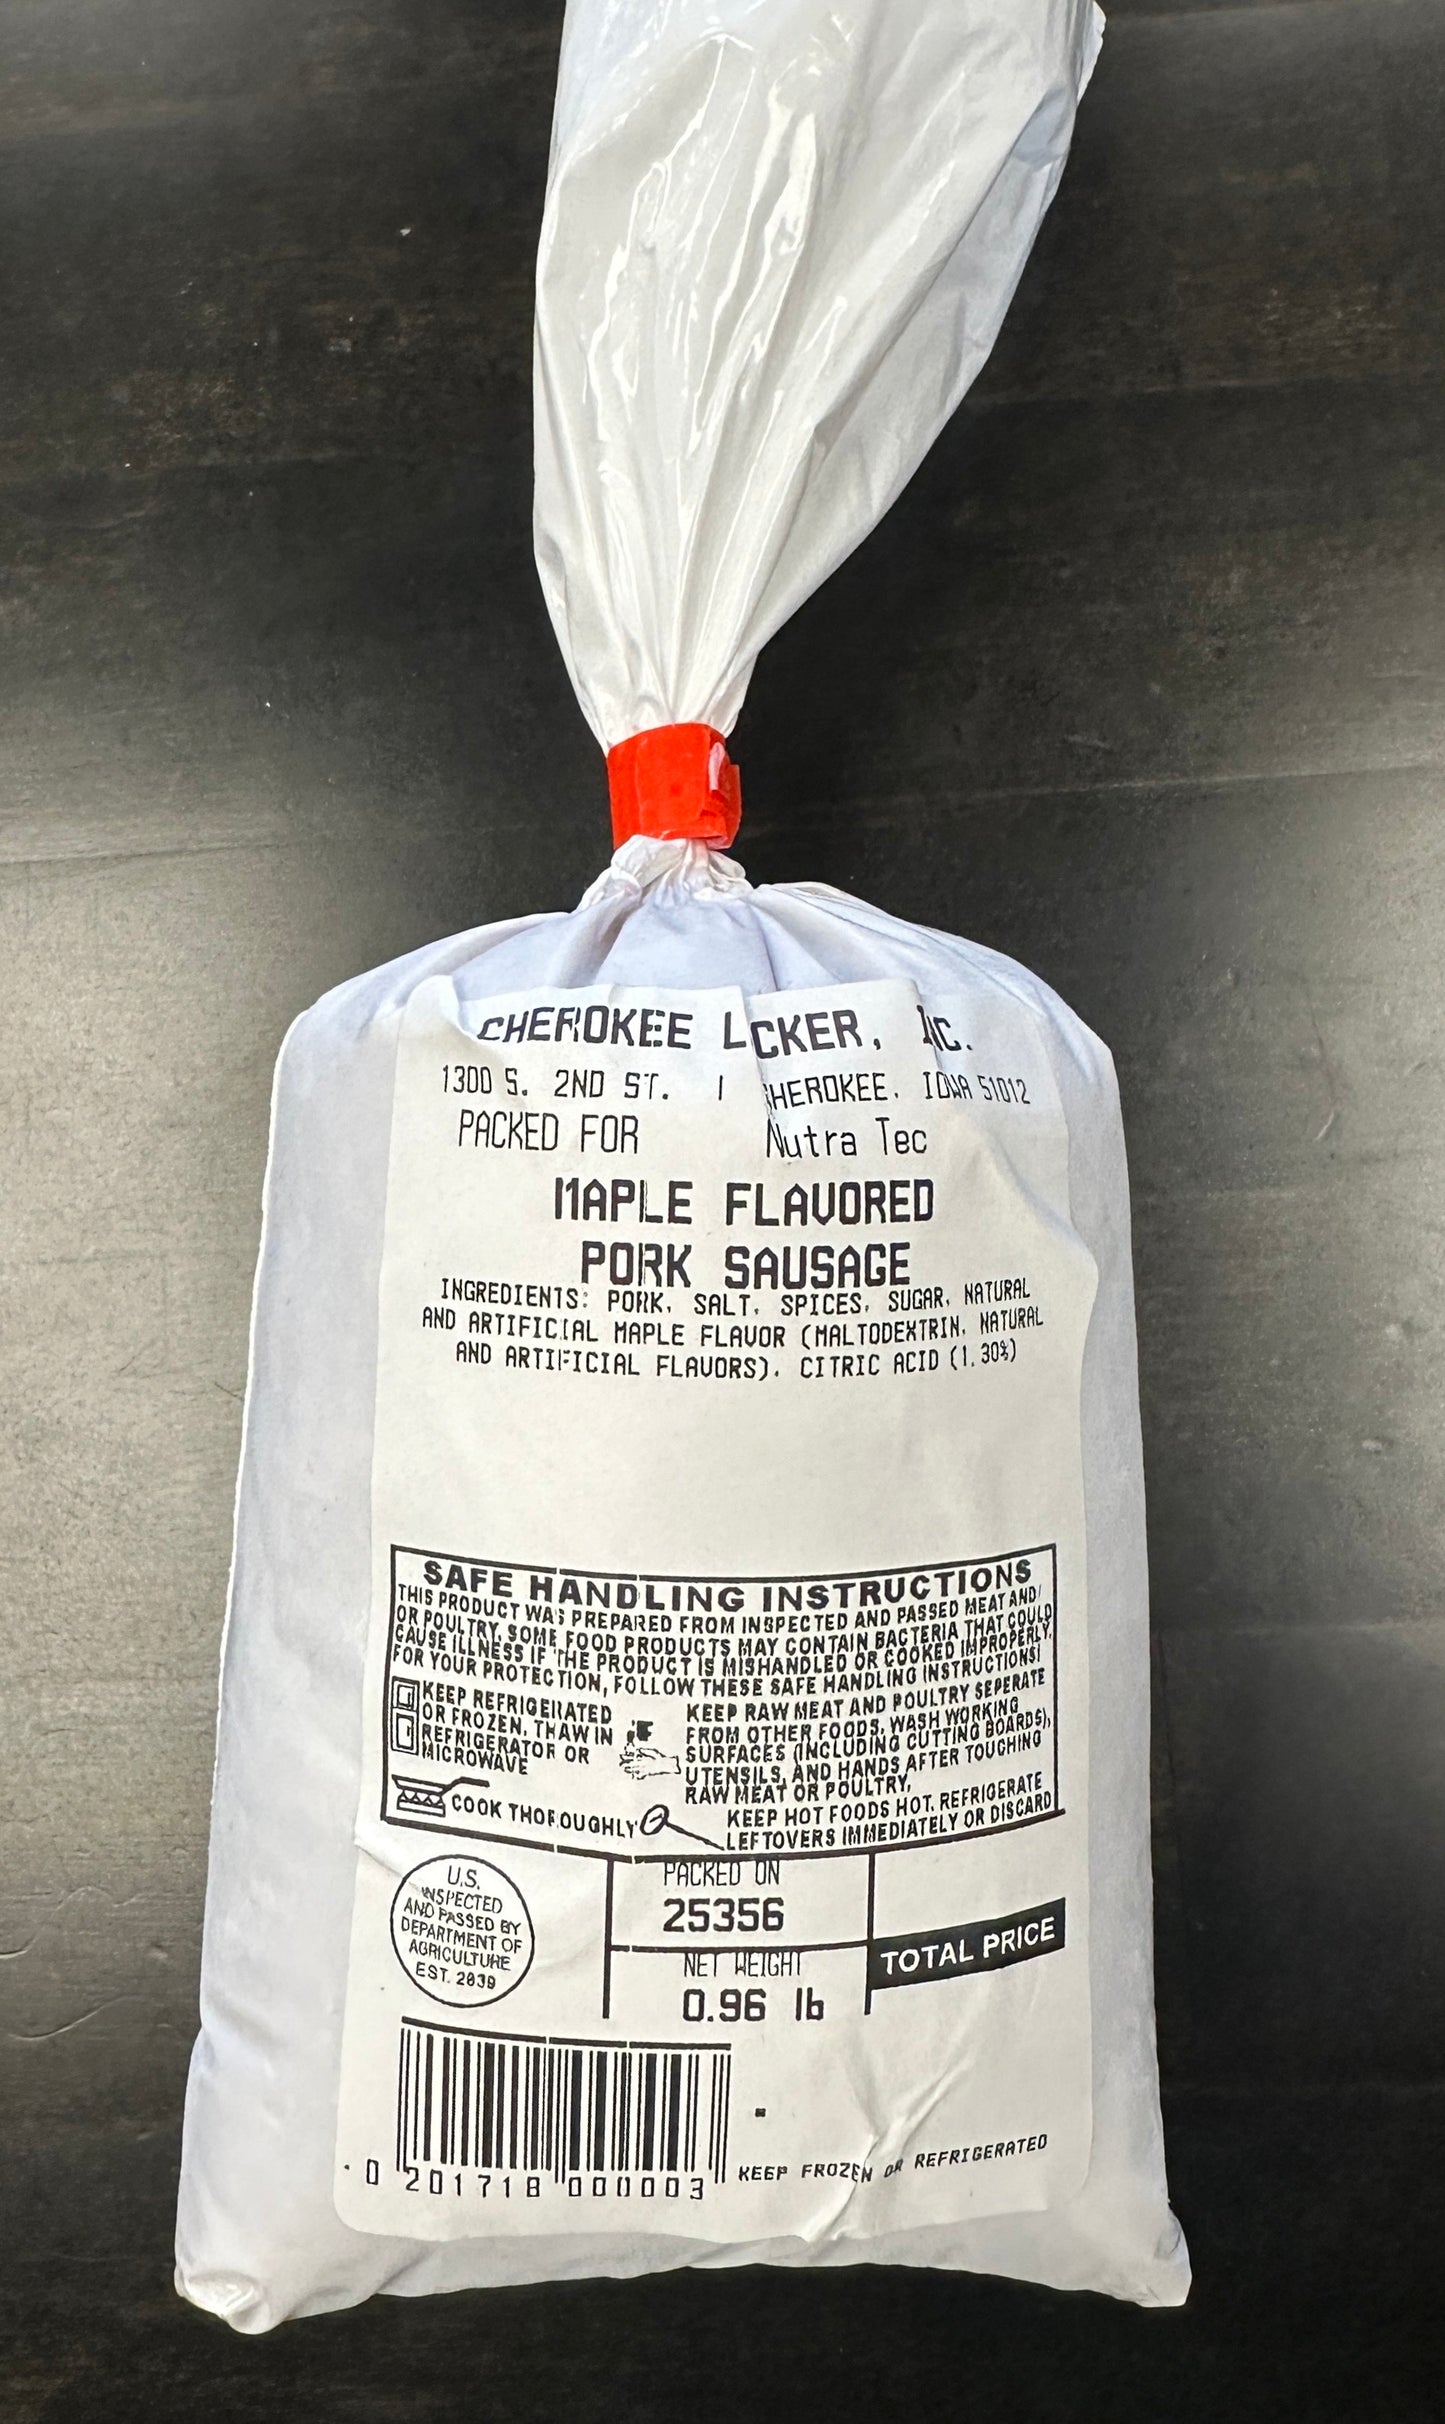 CHEROKEE LOCKER, INC.
1300 S. 2ND ST. | CHEROKEE, IOWA 51012
PACKED FOR Nutra Tec
MAPLE FLAVORED
PORK SAUSAGE
INGREDIENTS: PORK, SALT, SPICES, SUGAR, NATURAL
AND ARTIFICIAL MAPLE FLAVOR (MALTODEXTRIN, NATURAL
AND ARTIFICIAL FLAVORS), CITRIC ACID (1.30%)
SAFE HANDLING INSTRUCTIONS
THIS PRODUCT WAS PREPARED FROM INSPECTED AND PASSED MEAT AND/
OR POULTRY. SOME FOOD PRODUCTS MAY CONTAIN BACTERIA THAT COULD
CAUSE ILLNESS IF THE PRODUCT IS MISHANDLED OR COOKED IMPROPERLY.
FOR YOUR PROTECTION, FOLLOW THESE SAFE HANDLING INSTRUCTIONS!
KEEP REFRIGERATED
OR FROZEN. THAW IN
REFRIGERATOR OR
MICROWAVE
KEEP RAW MEAT AND POULTRY SEPERATE
FROM OTHER FOODS. WASH WORKING
SURFACES (INCLUDING CUTTING BOARDS),
UTENSILS, AND HANDS AFTER TOUGHING
RAW MEAT OR POULTRY.
COOK THOROUGHLY
KEEP HOT FOODS HOT. REFRIGERATE
LEFTOVERS IMMEDIATELY OR DISCARD
U.S.
INSPECTED
AND PASSED BY
DEPARTMENT OF
AGRICULTURE
EST. 2839
PACKED ON
25356
NET WEIGHT
0.96 lb
TOTAL PRICE
0 201718 000003
KEEP FROZEN OR REFRIGERATED